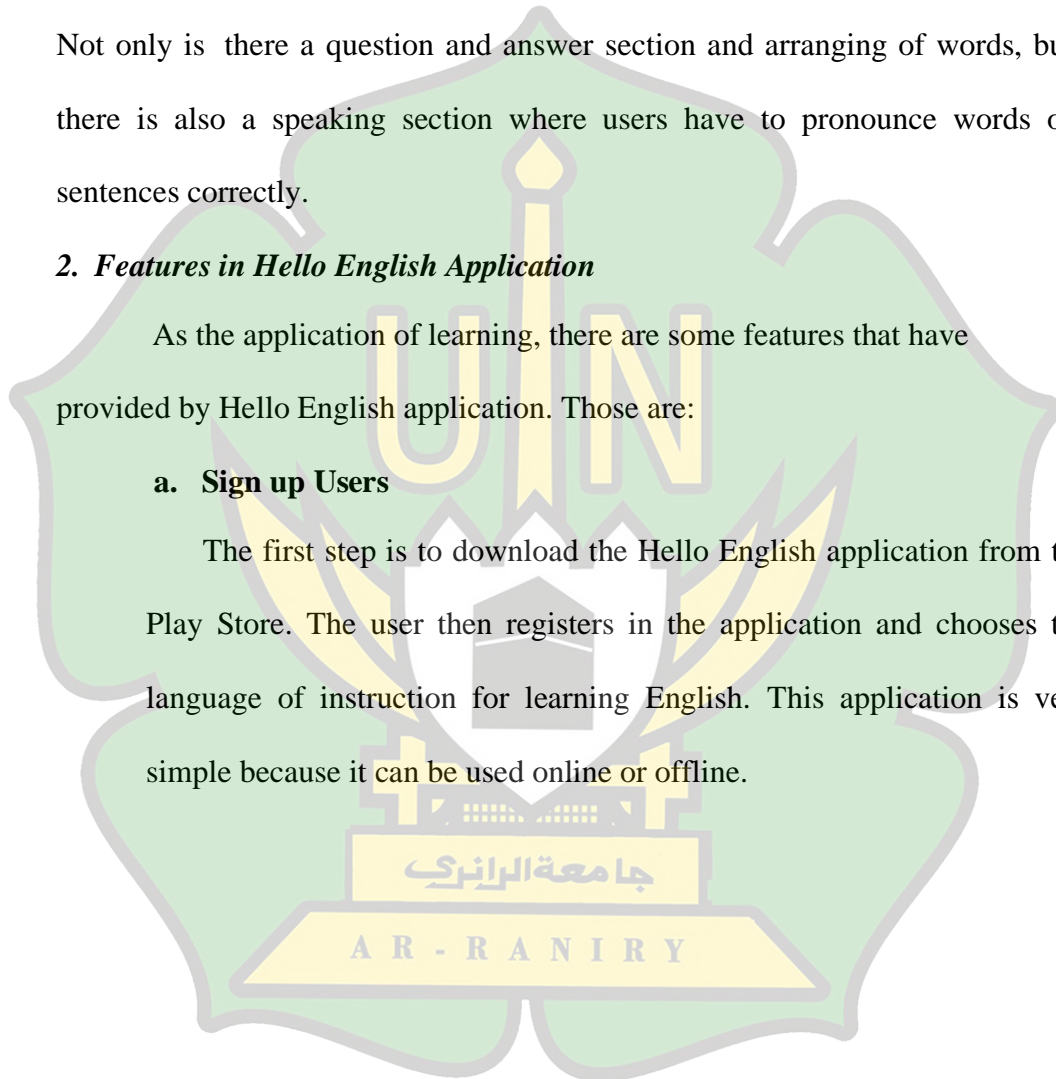 Not only is there a question and answer section and arranging of words, bu
there is also a speaking section where users have to pronounce words o
sentences correctly.
2. Features in Hello English Application
As the application of learning, there are some features that have
provided by Hello English application. Those are:
a. Sign up Users
The first step is to download the Hello English application from t
Play Store. The user then registers in the application and chooses t
language of instruction for learning English. This application is ve
simple because it can be used online or offline.
UIN
جامعةالرانري
AR-RANIRY